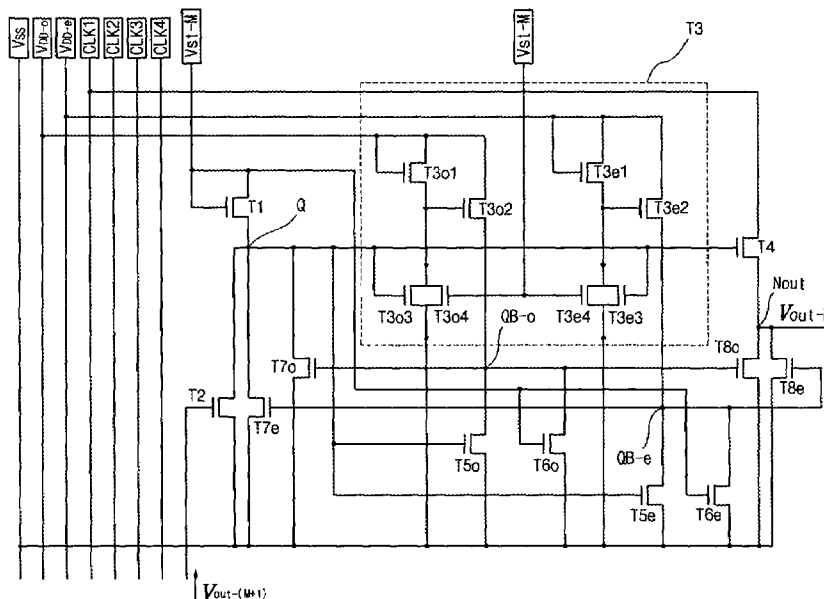 Vss
VDD-o
VDD-e
CLK1
CLK2
CLK3
CLK4
Vst-M
Vst-M
T3
T3o1
T3e1
T3o2
T3e2
T1
Q
T4
Nout
Vout-
T3o3
T3o4
T3e4
T3e3
QB-o
T7o
T8o
T8e
T2
T7e
T5o
T6o
QB-e
T5e
T6e
Vout-(M+1)